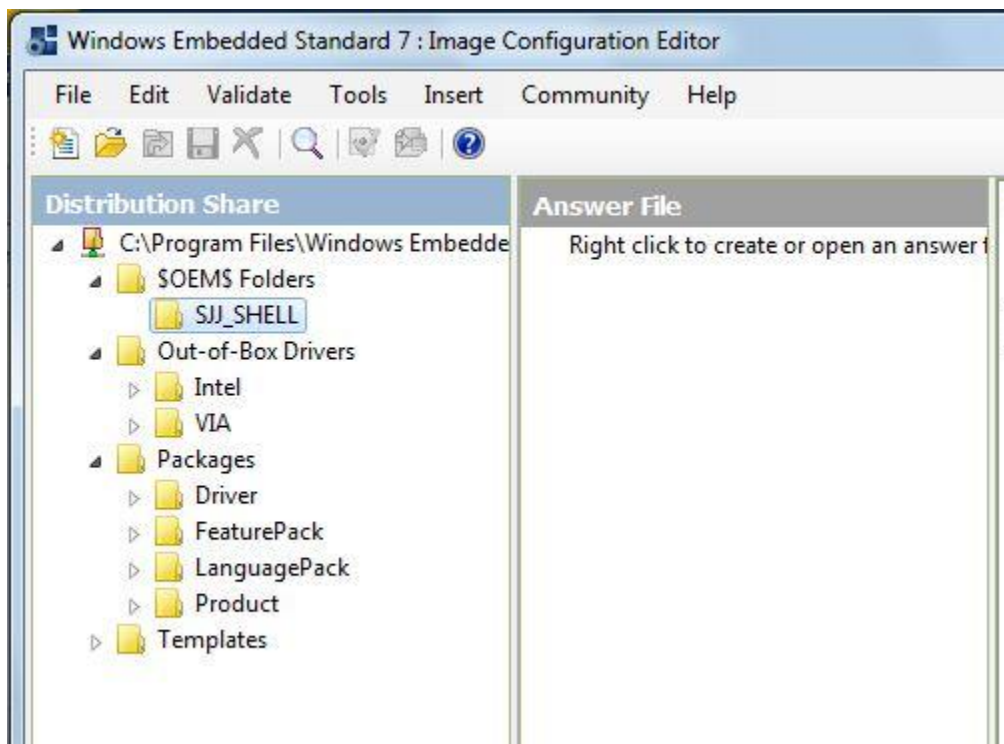 Windows Embedded Standard 7 : Image Configuration Editor
File Edit Validate Tools Insert Community Help
Distribution Share
C:\Program Files\Windows Embedde
$OEM$ Folders
SJJ_SHELL
Out-of-Box Drivers
Intel
VIA
Packages
Driver
FeaturePack
LanguagePack
Product
Templates
Answer File
Right click to create or open an answer f